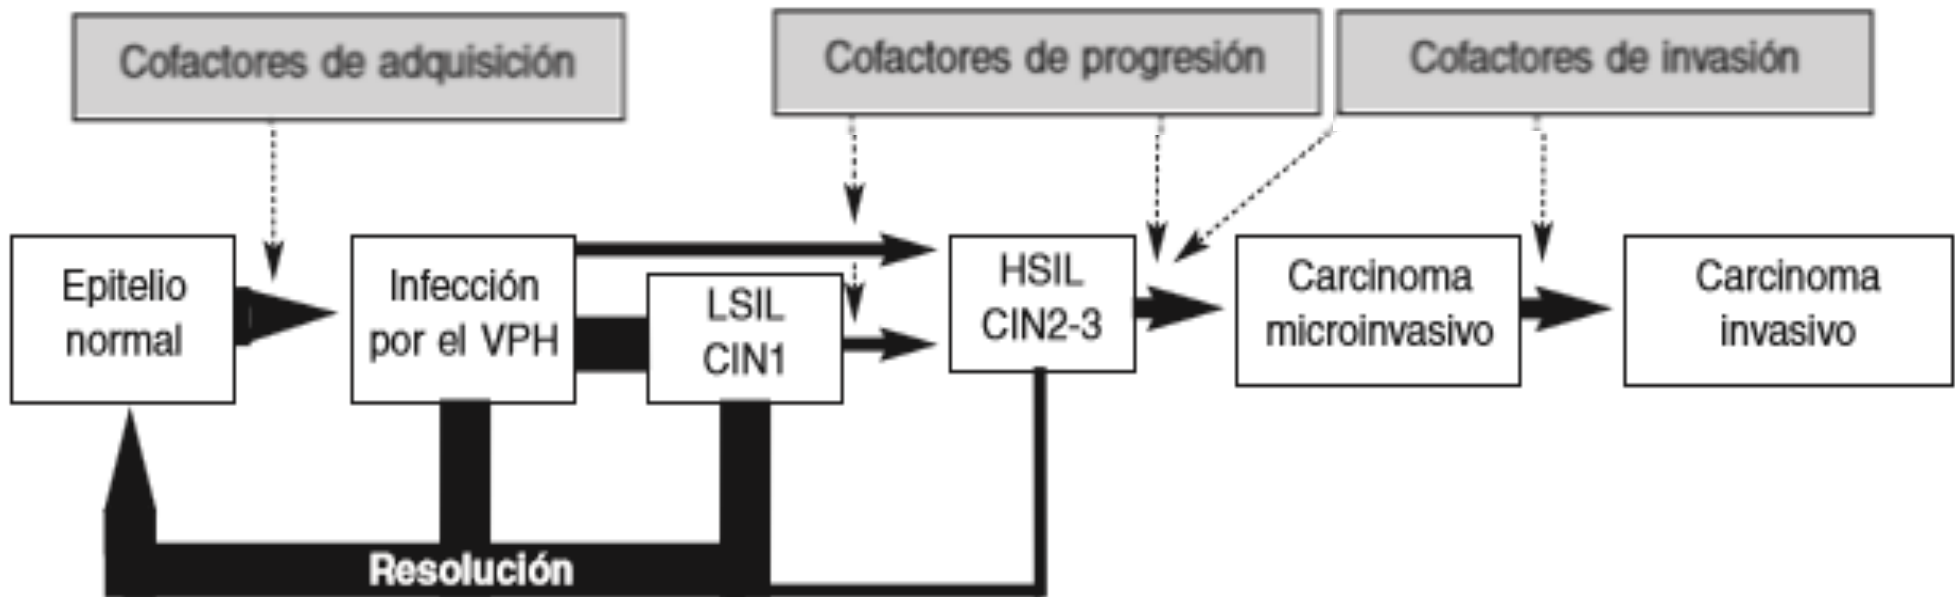 Cofactores de adquisición
Cofactores de progresión
Cofactores de invasión
Epitelio
normal
Infección
por el VPH
LSIL
CIN1
HSIL
CIN2-3
Carcinoma
microinvasivo
Carcinoma
invasivo
Resolución